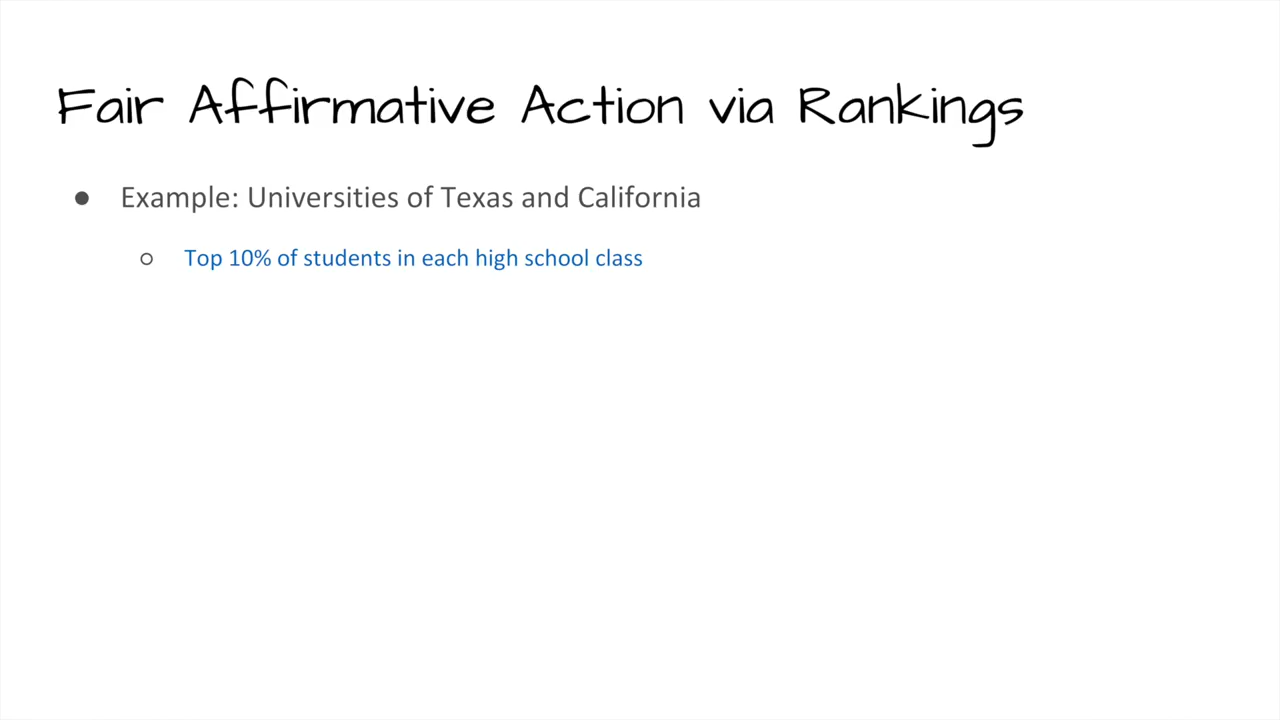 Fair Affirmative Action via Rankings
● Example: Universities of Texas and California
○ Top 10% of students in each high school class